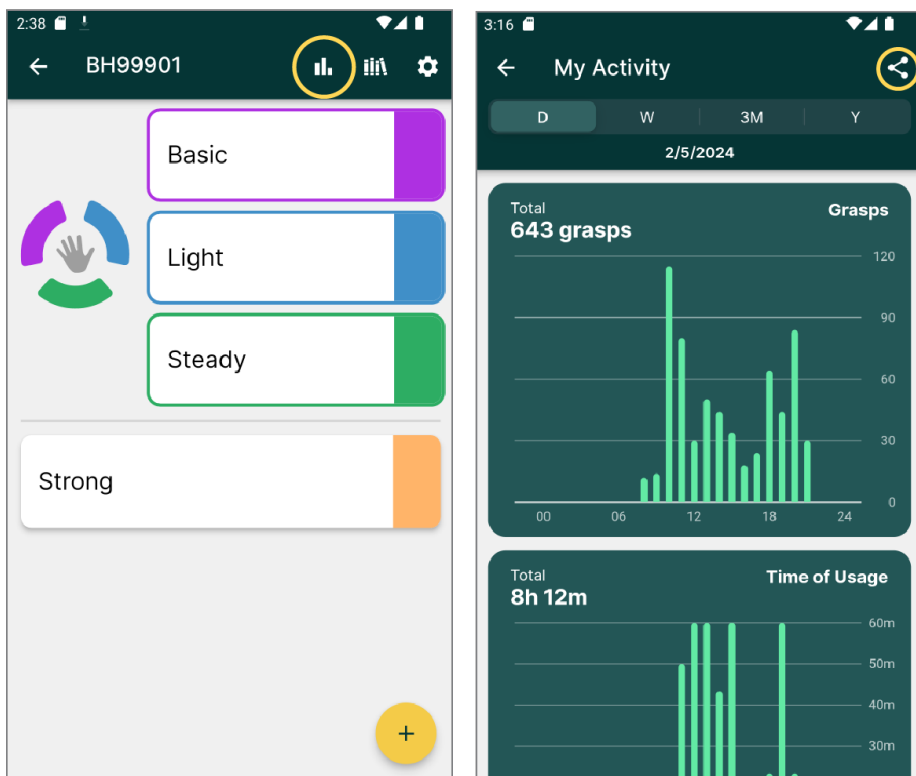 2:38
BH99901
Basic
Light
Steady
Strong
+
3:16
My Activity
D W 3M Y
2/5/2024
Total
Grasps
643 grasps
120
90
60
30
0
00 06 12 18 24
Total
Time of Usage
8h 12m
60m
50m
40m
30m